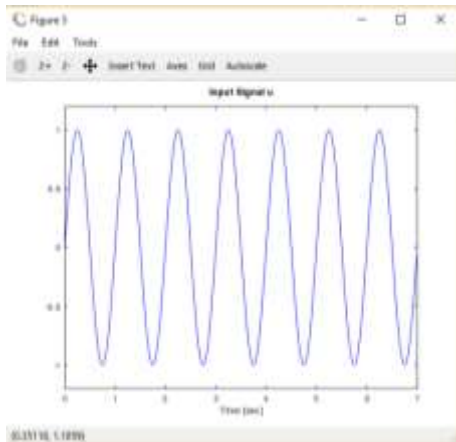 Figure 1
File Edit Tools
Z+ Z- Insert Text Axes Grid Autoscale
Input Signal u
1
0.5
0
-0.5
-1
0 1 2 3 4 5 6 7
Time [sec]